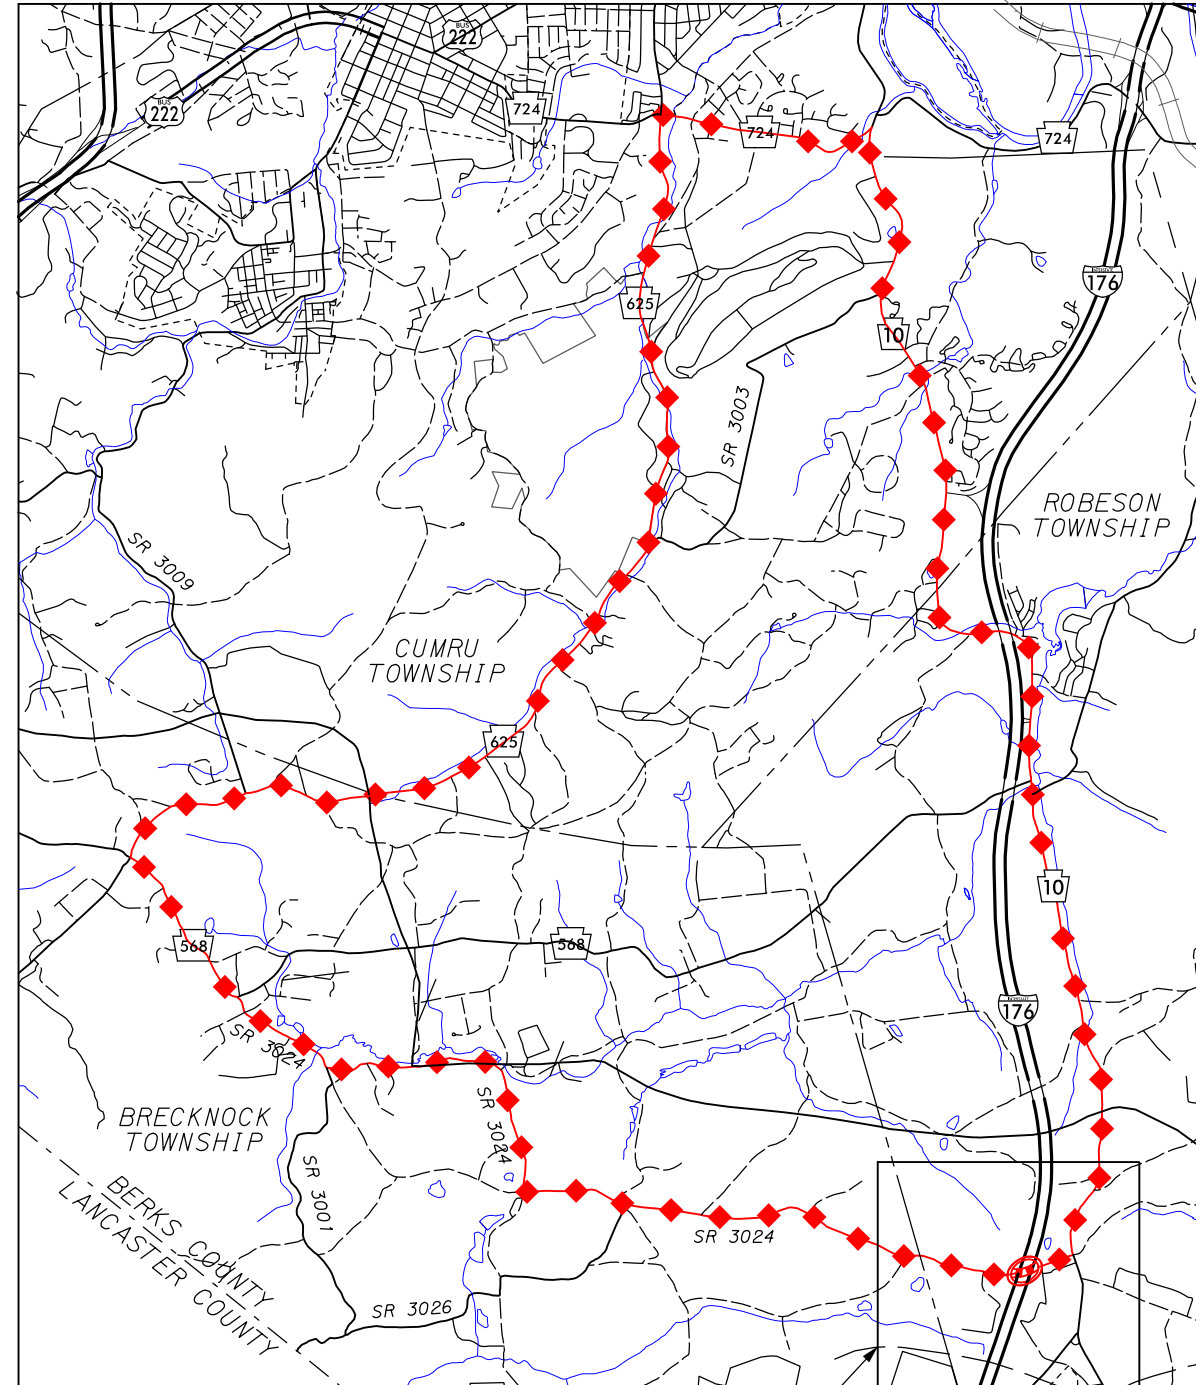 BUS
222
BUS
222
724
724
724
625
176
10
SR 3003
ROBESON
TOWNSHIP
SR 3009
CUMRU
TOWNSHIP
625
10
568
568
176
SR 3024
SR 3024
BRECKNOCK
TOWNSHIP
SR 3001
BERKS COUNTY
LANCASTER COUNTY
SR 3024
SR 3026